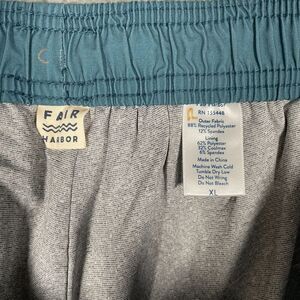 FAIR
HARBOR
RN 155448
Outer Fabric
88% Recycled Polyester
12% Spandex
Lining
62% Polyester
32% Coolmax
6% Spandex
Made in China
Machine Wash Cold
Tumble Dry Low
Do Not Wring
Do Not Bleach
XL